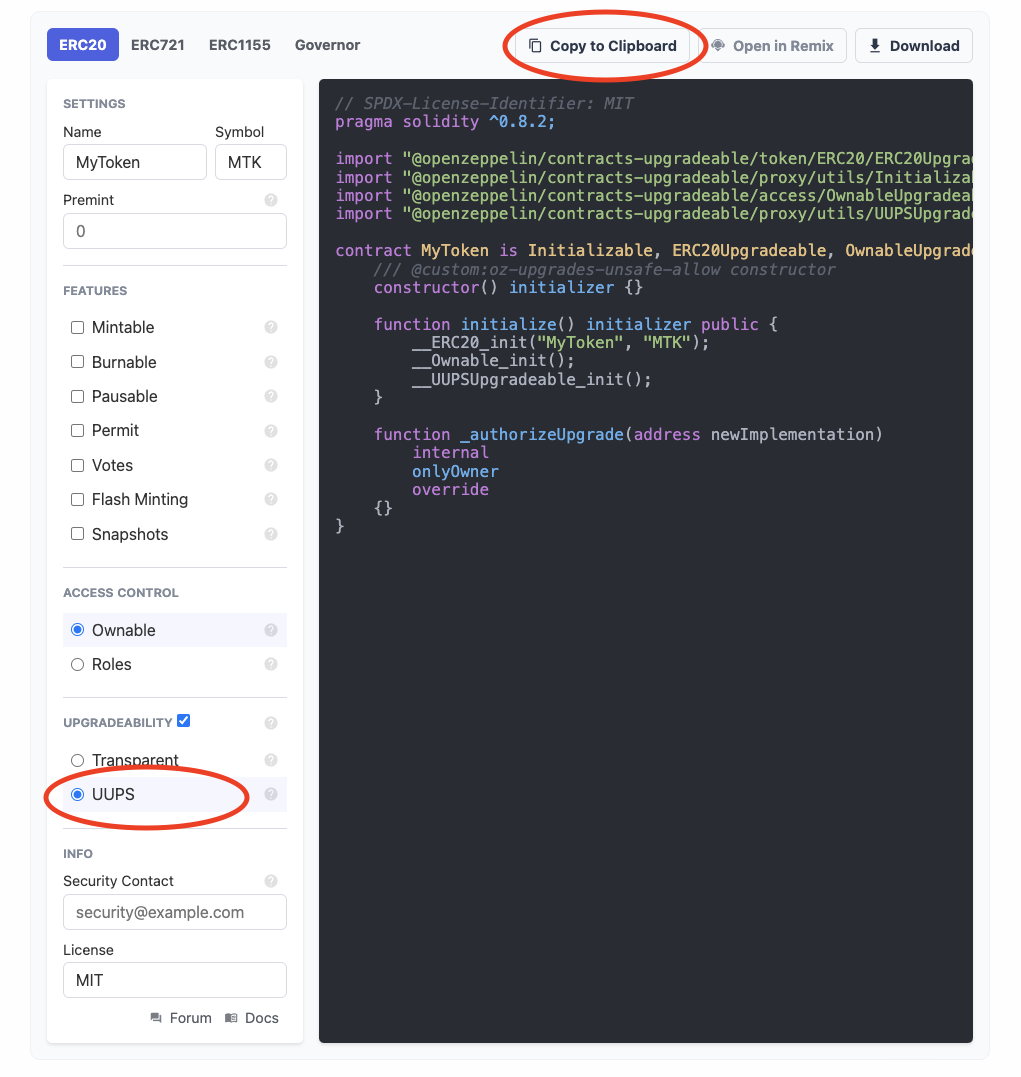 ERC20 ERC721 ERC1155 Governor Copy to Clipboard Open in Remix Download
SETTINGS
Name Symbol
MyToken MTK
Premint ?
0
FEATURES
Mintable ?
Burnable ?
Pausable ?
Permit ?
Votes ?
Flash Minting ?
Snapshots ?
ACCESS CONTROL
Ownable ?
Roles ?
UPGRADEABILITY ?
Transparent ?
UUPS ?
INFO
Security Contact ?
security@example.com
License
MIT
Forum Docs
// SPDX-License-Identifier: MIT
pragma solidity ^0.8.2;
import "@openzeppelin/contracts-upgradeable/token/ERC20/ERC20Upgrad
import "@openzeppelin/contracts-upgradeable/proxy/utils/Initializab
import "@openzeppelin/contracts-upgradeable/access/OwnableUpgradeab
import "@openzeppelin/contracts-upgradeable/proxy/utils/UUPSUpgrade
contract MyToken is Initializable, ERC20Upgradeable, OwnableUpgrade
/// @custom:oz-upgrades-unsafe-allow constructor
constructor() initializer {}
function initialize() initializer public {
__ERC20_init("MyToken", "MTK");
__Ownable_init();
__UUPSUpgradeable_init();
}
function _authorizeUpgrade(address newImplementation)
internal
onlyOwner
override
{}
}